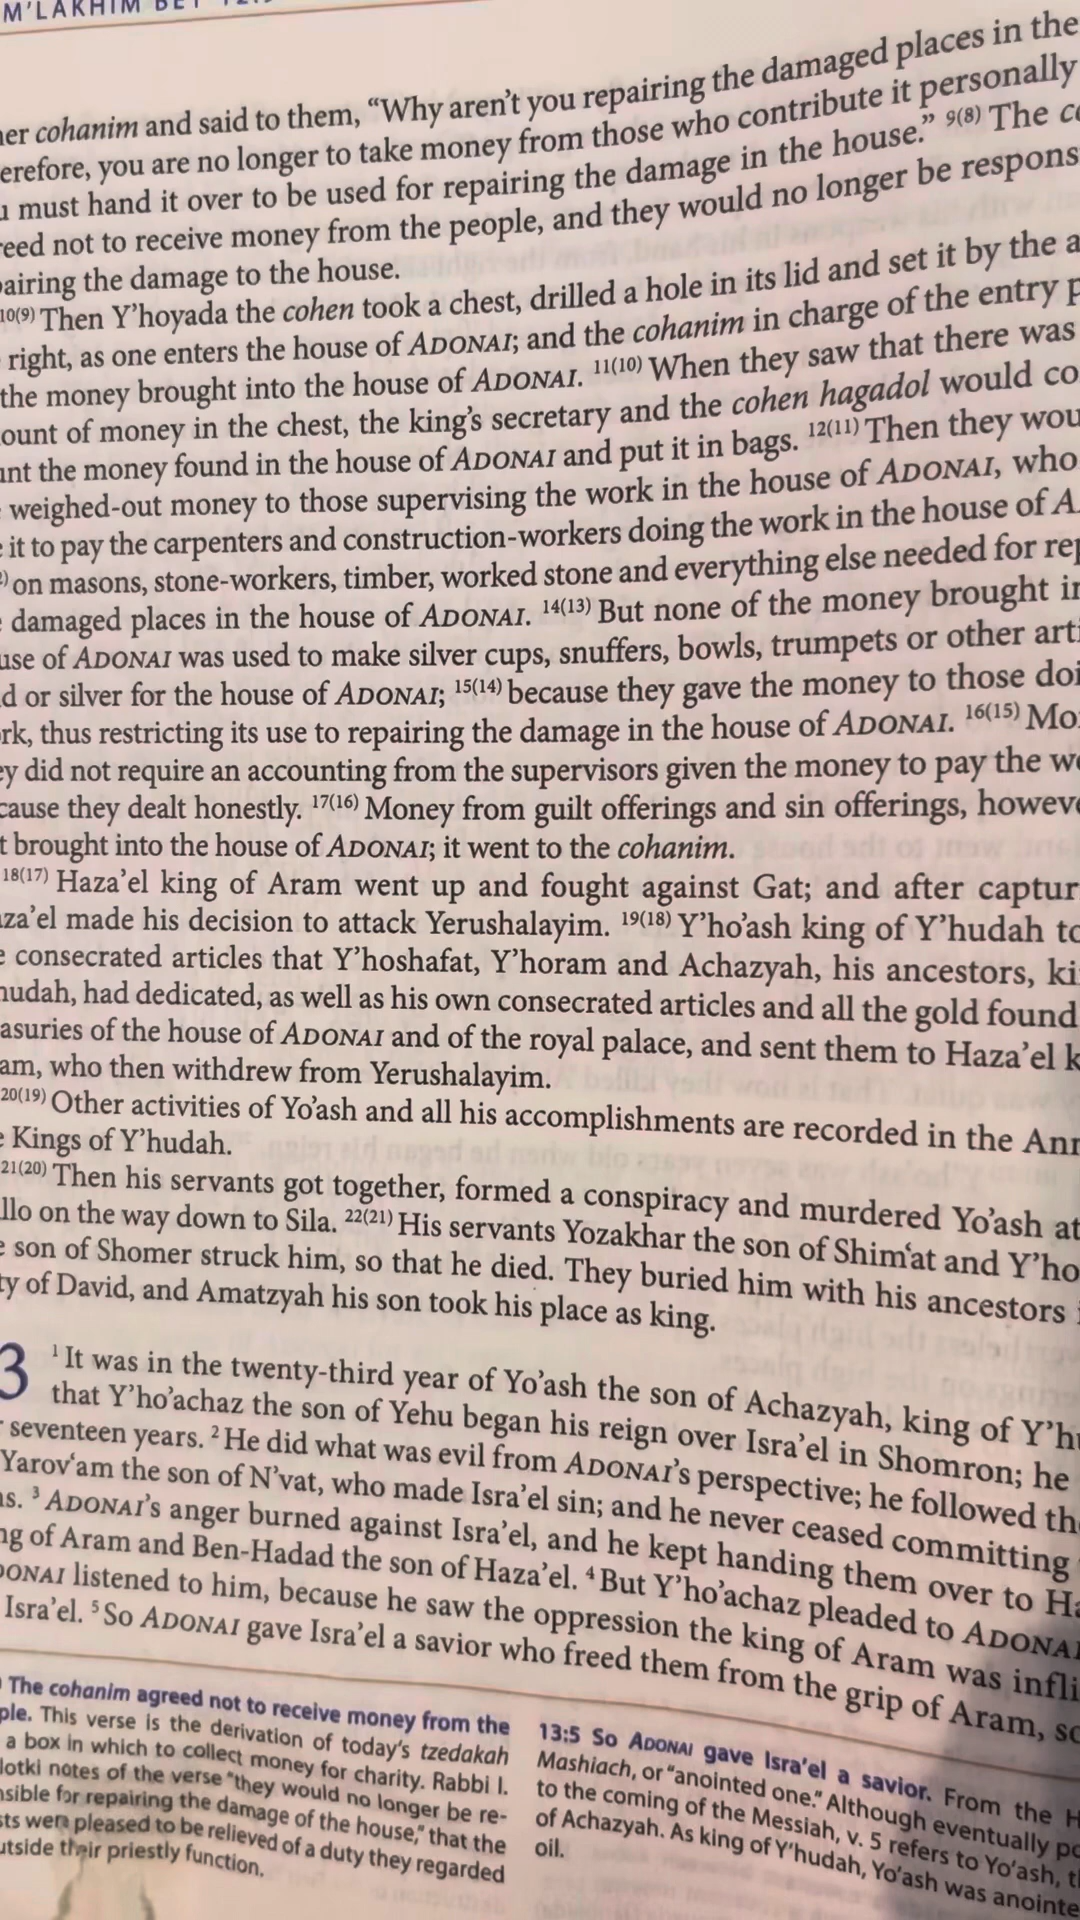 M'LAKHIM BET
cohanim and said to them, “Why aren't you repairing the damaged places in the
you are no longer to take money from those who contribute it personally
must hand it over to be used for repairing the damage in the house.” 9(8) The
not to receive money from the people, and they would no longer be
the damage to the house.
10(9) Then Y'hoyada the cohen took a chest, drilled a hole in its lid and set it by the
right, as one enters the house of ADONAI; and the cohanim in charge of the entry
the money brought into the house of ADONAI. 11(10) When they saw that there was
of money in the chest, the king's secretary and the cohen hagadol would
the money found in the house of ADONAI and put it in bags. 12(11) Then they
weighed-out money to those supervising the work in the house of ADONAI, who
it to pay the carpenters and construction-workers doing the work in the house of
on masons, stone-workers, timber, worked stone and everything else needed for
damaged places in the house of ADONAI. 14(13) But none of the money brought
of ADONAI was used to make silver cups, snuffers, bowls, trumpets or other
or silver for the house of ADONAI; 15(14) because they gave the money to those
thus restricting its use to repairing the damage in the house of ADONAI. 16(15)
did not require an accounting from the supervisors given the money to pay the
they dealt honestly. 17(16) Money from guilt offerings and sin offerings,
brought into the house of ADONAI; it went to the cohanim.
18(17) Haza'el king of Aram went up and fought against Gat; and after
made his decision to attack Yerushalayim. 19(18) Y'ho'ash king of Y'hudah
consecrated articles that Y'hoshafat, Y'horam and Achazyah, his ancestors,
had dedicated, as well as his own consecrated articles and all the gold found
of the house of ADONAI and of the royal palace, and sent them to Haza'el
who then withdrew from Yerushalayim.
20(19) Other activities of Yo'ash and all his accomplishments are recorded in the
Kings of Y'hudah.
21(20) Then his servants got together, formed a conspiracy and murdered Yo'ash at
on the way down to Sila. 22(21) His servants Yozakhar the son of Shim‘at and
son of Shomer struck him, so that he died. They buried him with his ancestors
of David, and Amatzyah his son took his place as king.
3 1 It was in the twenty-third year of Yo'ash the son of Achazyah, king of
that Y'ho'achaz the son of Yehu began his reign over Isra'el in Shomron; he
seventeen years. 2 He did what was evil from ADONAI's perspective; he followed
Yarov‘am the son of N'vat, who made Isra'el sin; and he never ceased committing
3 ADONAI's anger burned against Isra'el, and he kept handing them over to
of Aram and Ben-Hadad the son of Haza'el. 4 But Y'ho'achaz pleaded to ADONAI
listened to him, because he saw the oppression the king of Aram was
Isra'el. 5 So ADONAI gave Isra'el a savior who freed them from the grip of Aram,
The cohanim agreed not to receive money from the
This verse is the derivation of today's tzedakah
a box in which to collect money for charity. Rabbi I.
notes of the verse “they would no longer be re-
for repairing the damage of the house,” that the
were pleased to be relieved of a duty they regarded
their priestly function.
13:5 So ADONAI gave Isra'el a savior. From the
Mashiach, or “anointed one.” Although eventually
to the coming of the Messiah, v. 5 refers to Yo'ash,
of Achazyah. As king of Y'hudah, Yo'ash was
oil.